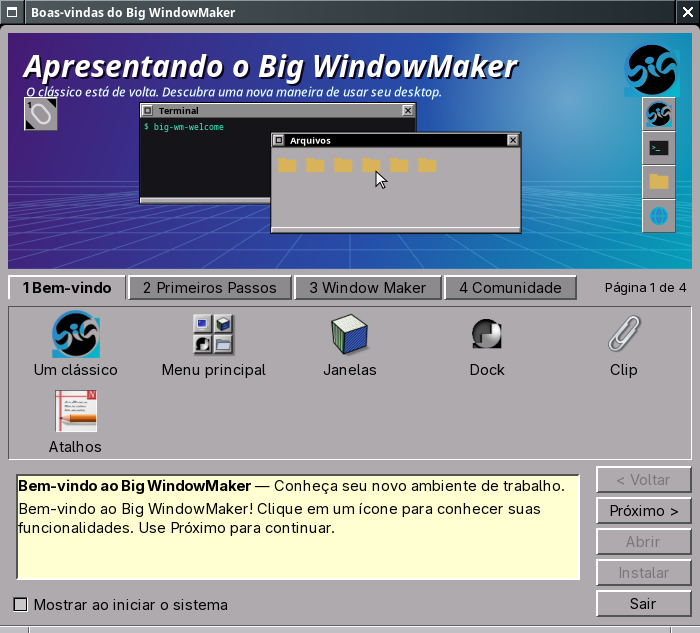 Boas-vindas do Big WindowMaker
Apresentando o Big WindowMaker
O clássico está de volta. Descubra uma nova maneira de usar seu desktop.
big
1
Terminal
$ big-wm-welcome
Arquivos
big
>_
1 Bem-vindo
2 Primeiros Passos
3 Window Maker
4 Comunidade
Página 1 de 4
big
Um clássico
Menu principal
Janelas
Dock
Clip
N
Atalhos
Bem-vindo ao Big WindowMaker — Conheça seu novo ambiente de trabalho.
Bem-vindo ao Big WindowMaker! Clique em um ícone para conhecer suas
funcionalidades. Use Próximo para continuar.
< Voltar
Próximo >
Abrir
Instalar
Sair
Mostrar ao iniciar o sistema